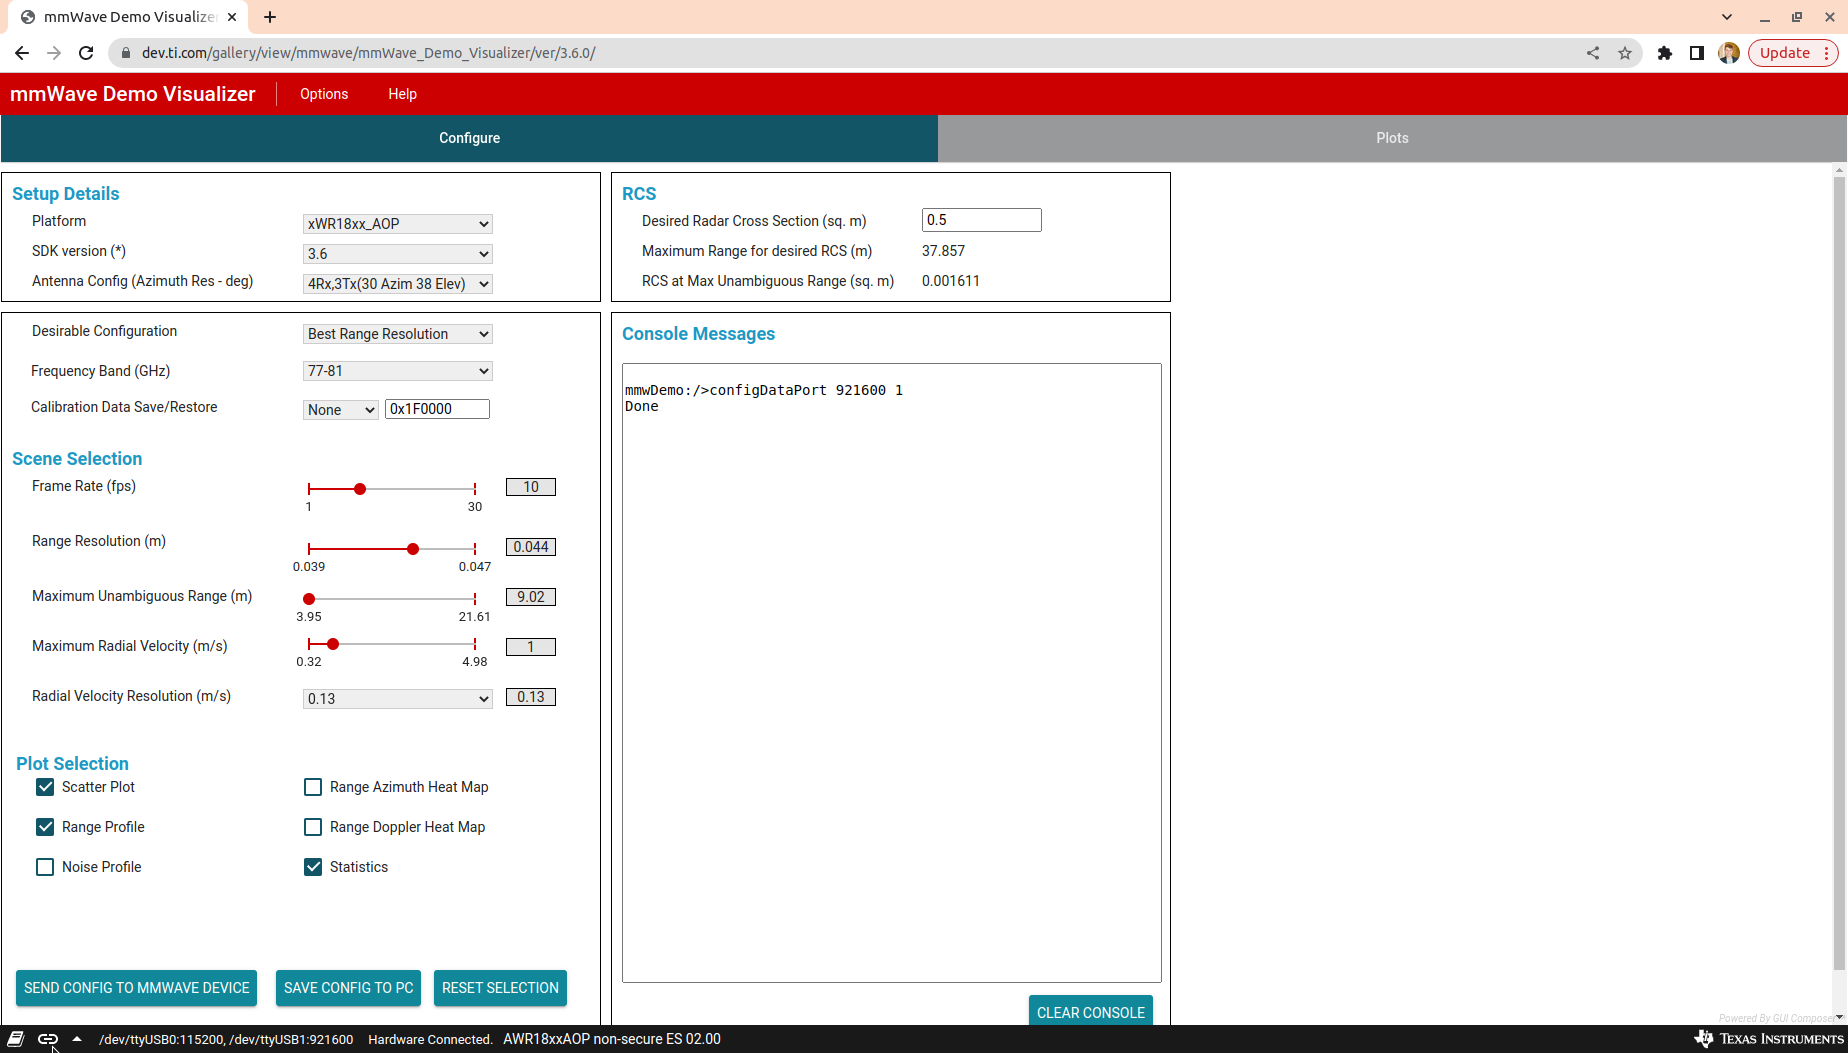 mmWave Demo Visualize
dev.ti.com/gallery/view/mmwave/mmWave_Demo_Visualizer/ver/3.6.0/
Update
mmWave Demo Visualizer
Options
Help
Configure
Plots
Setup Details
Platform
xWR18xx_AOP
SDK version (*)
3.6
Antenna Config (Azimuth Res - deg)
4Rx,3Tx(30 Azim 38 Elev)
RCS
Desired Radar Cross Section (sq. m)
0.5
Maximum Range for desired RCS (m)
37.857
RCS at Max Unambiguous Range (sq. m)
0.001611
Desirable Configuration
Best Range Resolution
Frequency Band (GHz)
77-81
Calibration Data Save/Restore
None
0x1F0000
Scene Selection
Frame Rate (fps)
1
30
10
Range Resolution (m)
0.039
0.047
0.044
Maximum Unambiguous Range (m)
3.95
21.61
9.02
Maximum Radial Velocity (m/s)
0.32
4.98
1
Radial Velocity Resolution (m/s)
0.13
0.13
Plot Selection
Scatter Plot
Range Azimuth Heat Map
Range Profile
Range Doppler Heat Map
Noise Profile
Statistics
SEND CONFIG TO MMWAVE DEVICE
SAVE CONFIG TO PC
RESET SELECTION
Console Messages
mmwDemo:/>configDataPort 921600 1
Done
CLEAR CONSOLE
Powered By GUI Composer
/dev/ttyUSB0:115200, /dev/ttyUSB1:921600
Hardware Connected.
AWR18xxAOP non-secure ES 02.00
TEXAS INSTRUMENTS